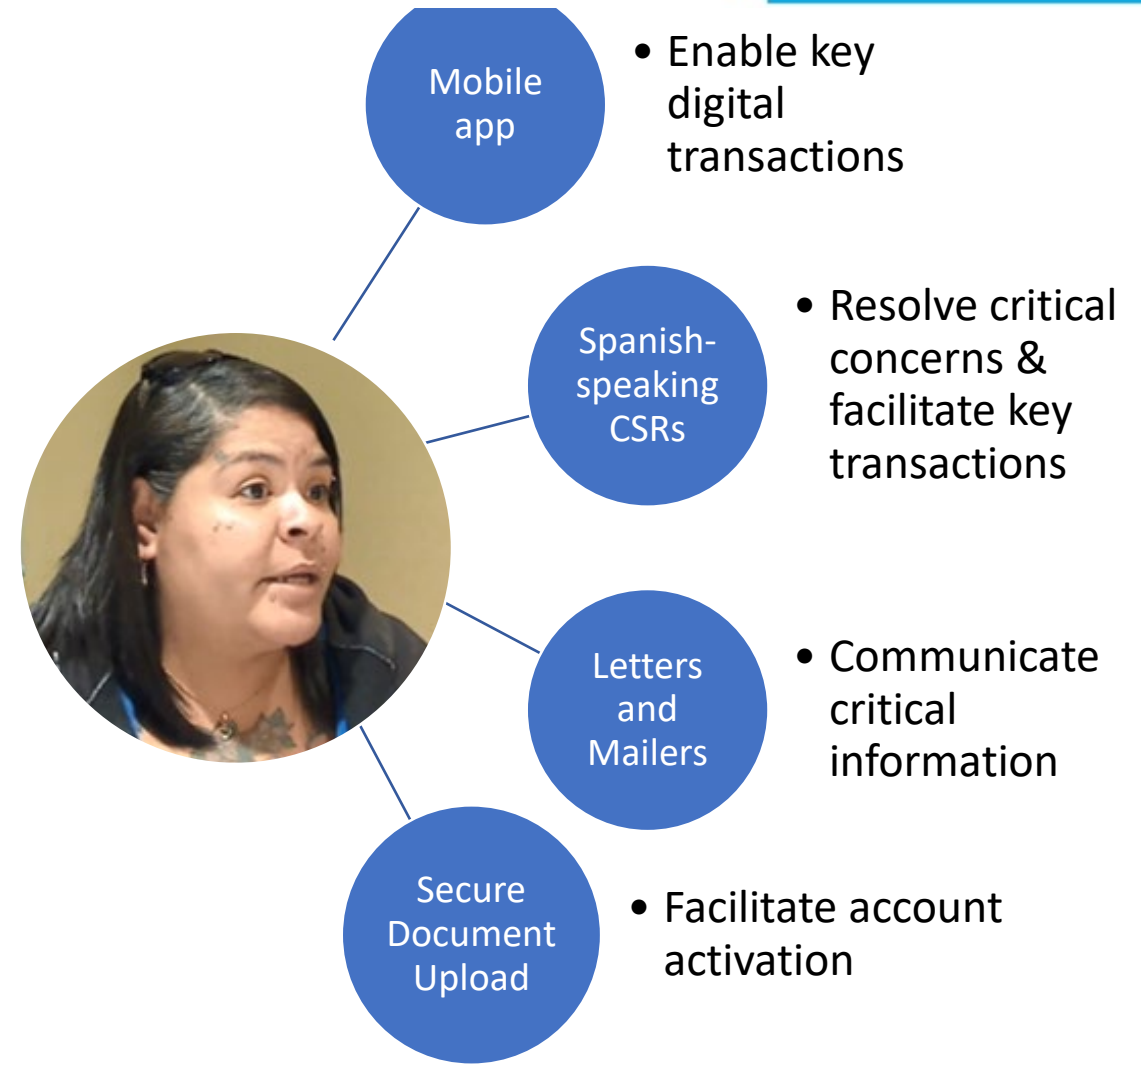 Mobile
app
• Enable key
digital
transactions
Spanish-
speaking
CSRs
• Resolve critical
concerns &
facilitate key
transactions
Letters
and
Mailers
• Communicate
critical
information
Secure
Document
Upload
• Facilitate account
activation